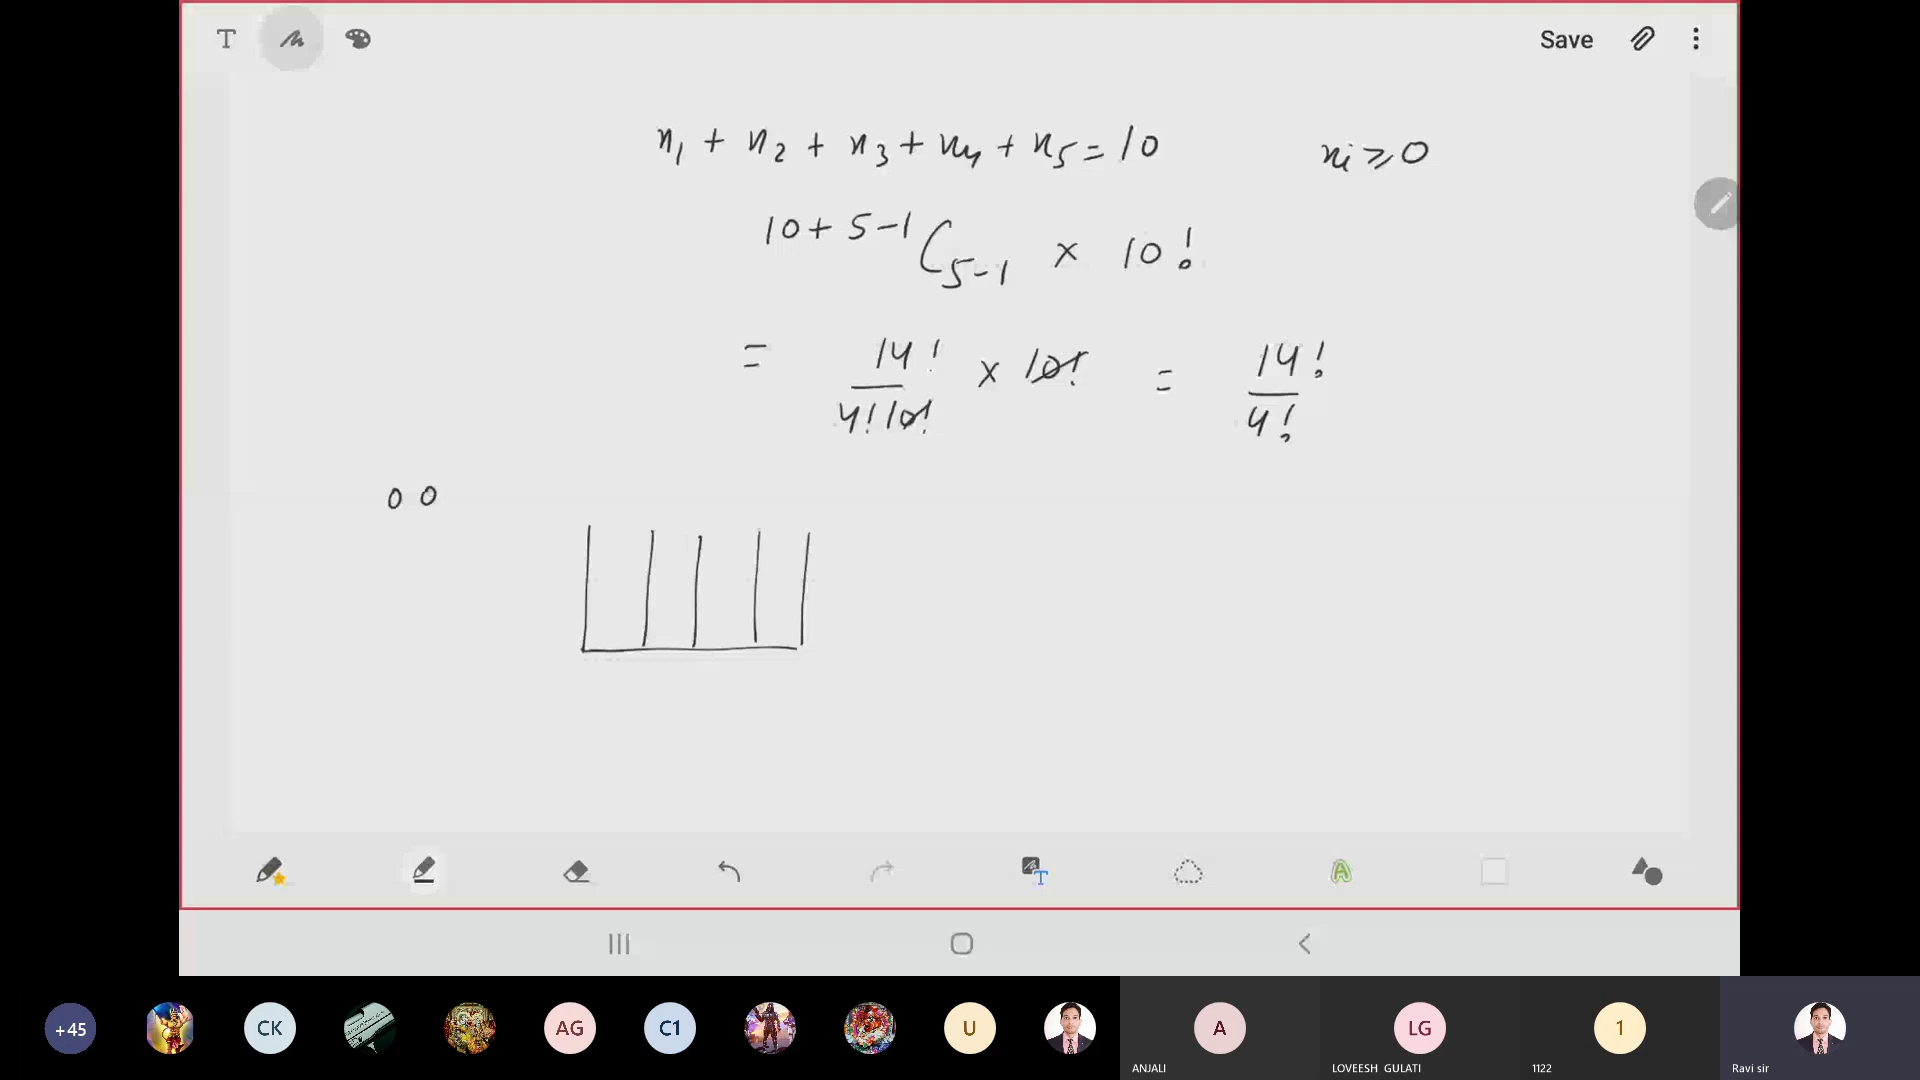 T
Save
x₁ + x₂ + x₃ + x₄ + x₅ = 10 xᵢ ≥ 0
10+5-1C5-1 × 10!
= 14!/4!10! × 10! = 14!/4!
0 0
T
A
+45
CK
AG
C1
U
A
LG
1
ANJALI
LOVEESH GULATI
1122
Ravi sir